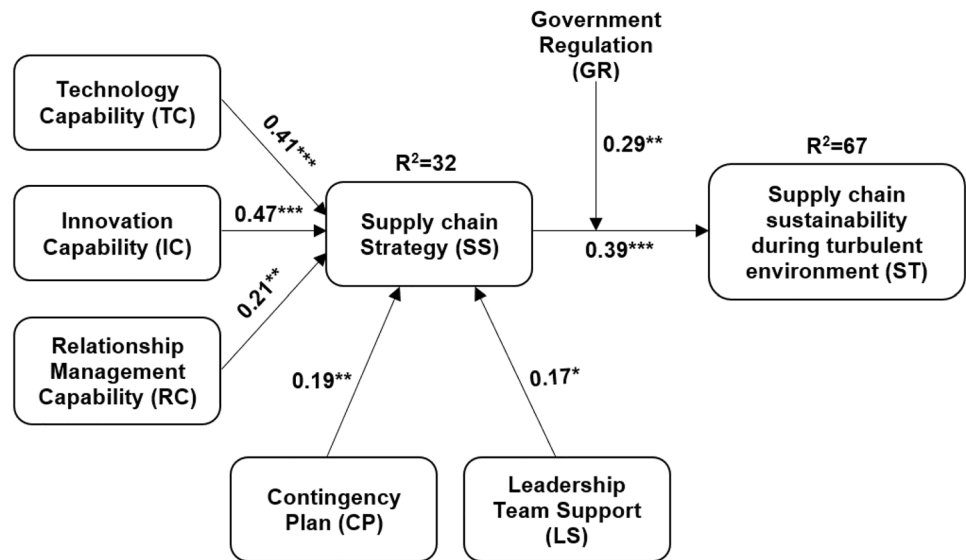 Government
Regulation
(GR)
Technology
Capability (TC)
0.41***
0.29**
R²=32
R²=67
Innovation
Capability (IC)
0.47***
Supply chain
Strategy (SS)
0.39***
Supply chain
sustainability
during turbulent
environment (ST)
0.21**
Relationship
Management
Capability (RC)
0.19**
0.17*
Contingency
Plan (CP)
Leadership
Team Support
(LS)